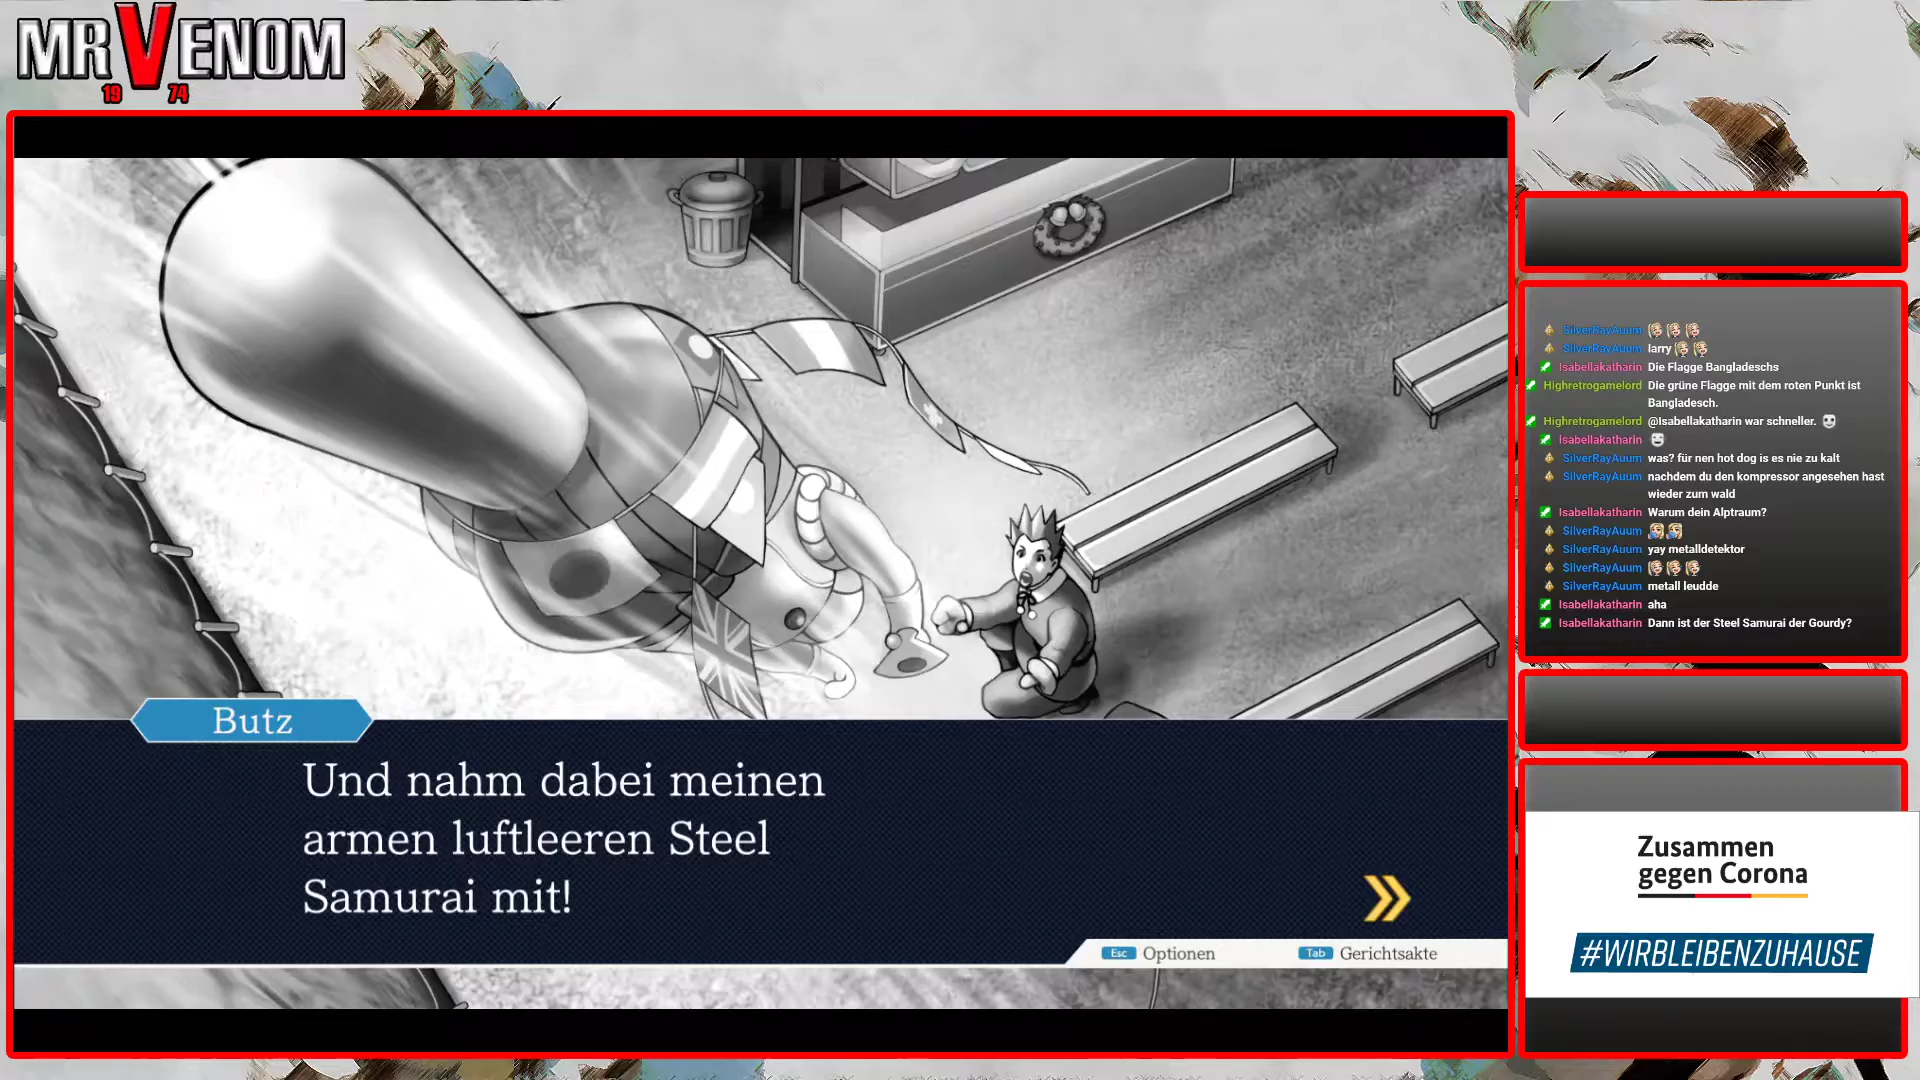 MRVENOM
19 74
SilverRayAuum
SilverRayAuum larry
Isabellakatharin Die Flagge Bangladeschs
Highretrogamelord Die grüne Flagge mit dem roten Punkt ist
Bangladesch.
Highretrogamelord @Isabellakatharin war schneller.
Isabellakatharin
SilverRayAuum was? für nen hot dog is es nie zu kalt
SilverRayAuum nachdem du den kompressor angesehen hast
wieder zum wald
Isabellakatharin Warum dein Alptraum?
SilverRayAuum
SilverRayAuum yay metalldetektor
SilverRayAuum
SilverRayAuum metall leudde
Isabellakatharin aha
Isabellakatharin Dann ist der Steel Samurai der Gourdy?
Butz
Und nahm dabei meinen
armen luftleeren Steel
Samurai mit!
Esc Optionen
Tab Gerichtsakte
Zusammen
gegen Corona
#WIRBLEIBENZUHAUSE